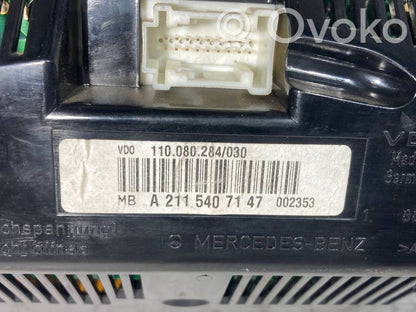 Ovoko
VDO 110.080.284/030
MB A 211 540 71 47 002353
MERCEDES-BENZ